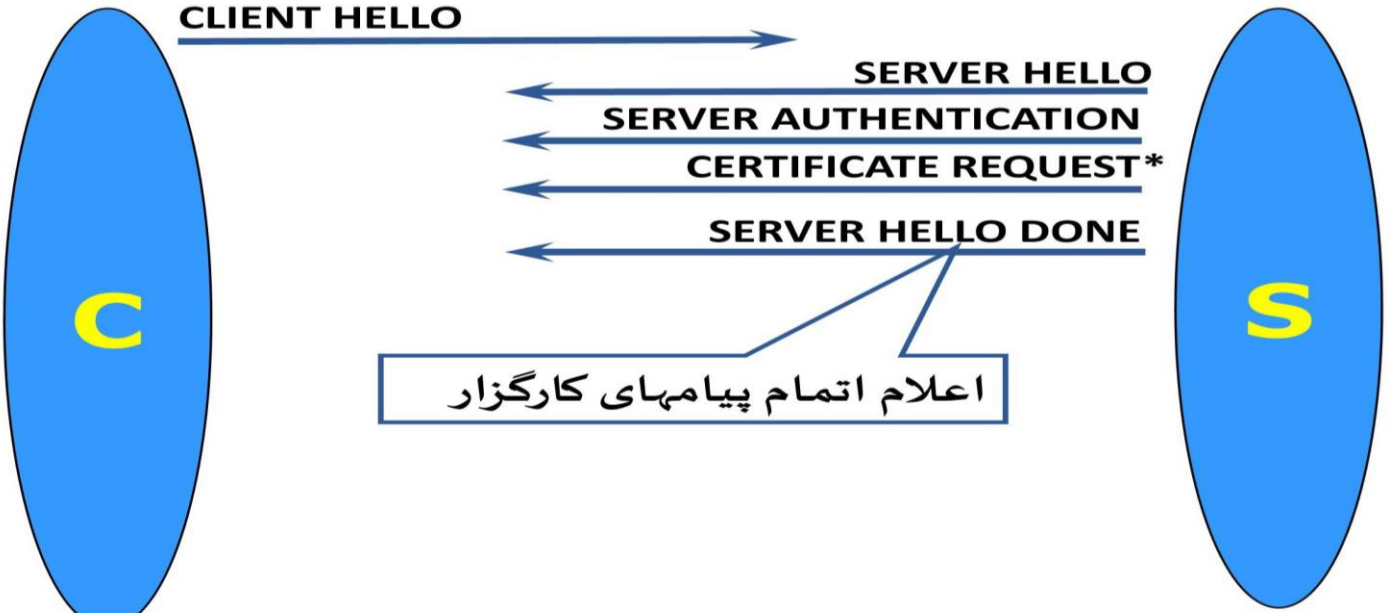 CLIENT HELLO
SERVER HELLO
SERVER AUTHENTICATION
CERTIFICATE REQUEST*
SERVER HELLO DONE
C
S
اعلام اتمام پیامهای کارگزار